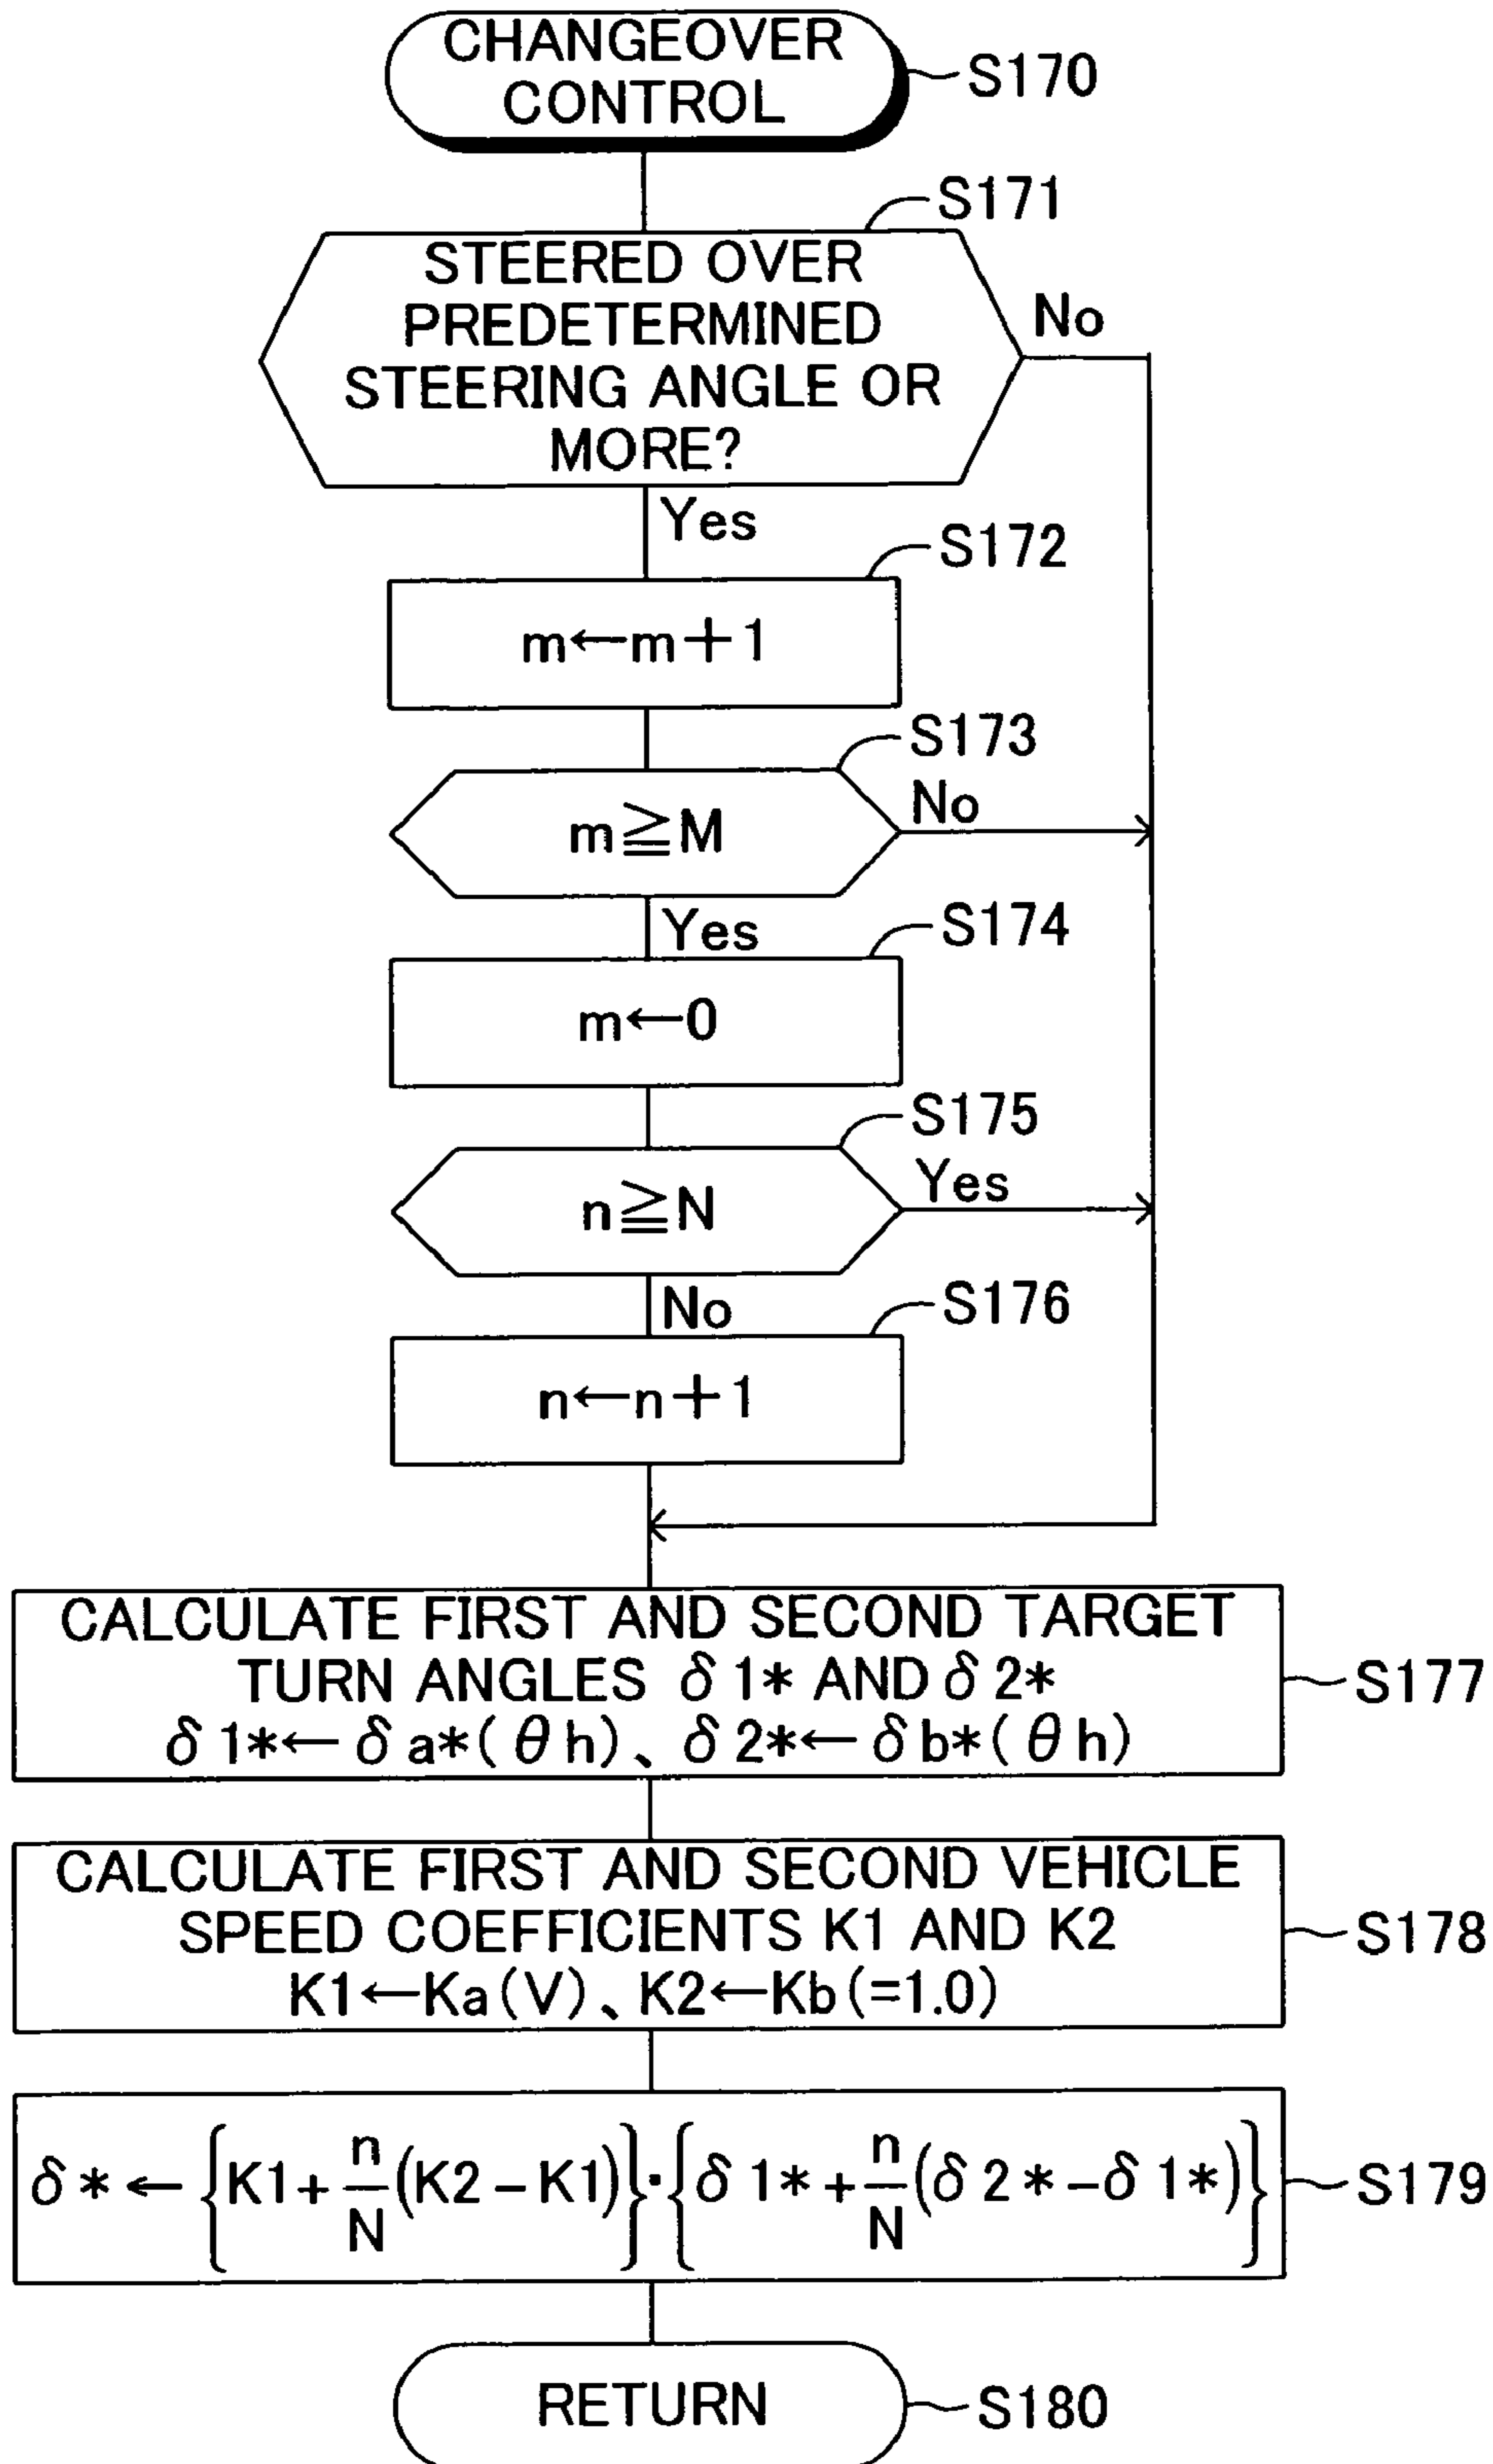 CHANGEOVER
CONTROL
S170
S171
STEERED OVER
PREDETERMINED
STEERING ANGLE OR
MORE?
No
Yes
S172
m←m+1
S173
m≧M
No
Yes
S174
m←0
S175
n≧N
Yes
No
S176
n←n+1
CALCULATE FIRST AND SECOND TARGET
TURN ANGLES δ1* AND δ2*
δ1*←δa*(θh)、δ2*←δb*(θh)
S177
CALCULATE FIRST AND SECOND VEHICLE
SPEED COEFFICIENTS K1 AND K2
K1←Ka(V)、K2←Kb(=1.0)
S178
δ*←{K1+n/N(K2-K1)}·{δ1*+n/N(δ2*-δ1*)}
S179
RETURN
S180